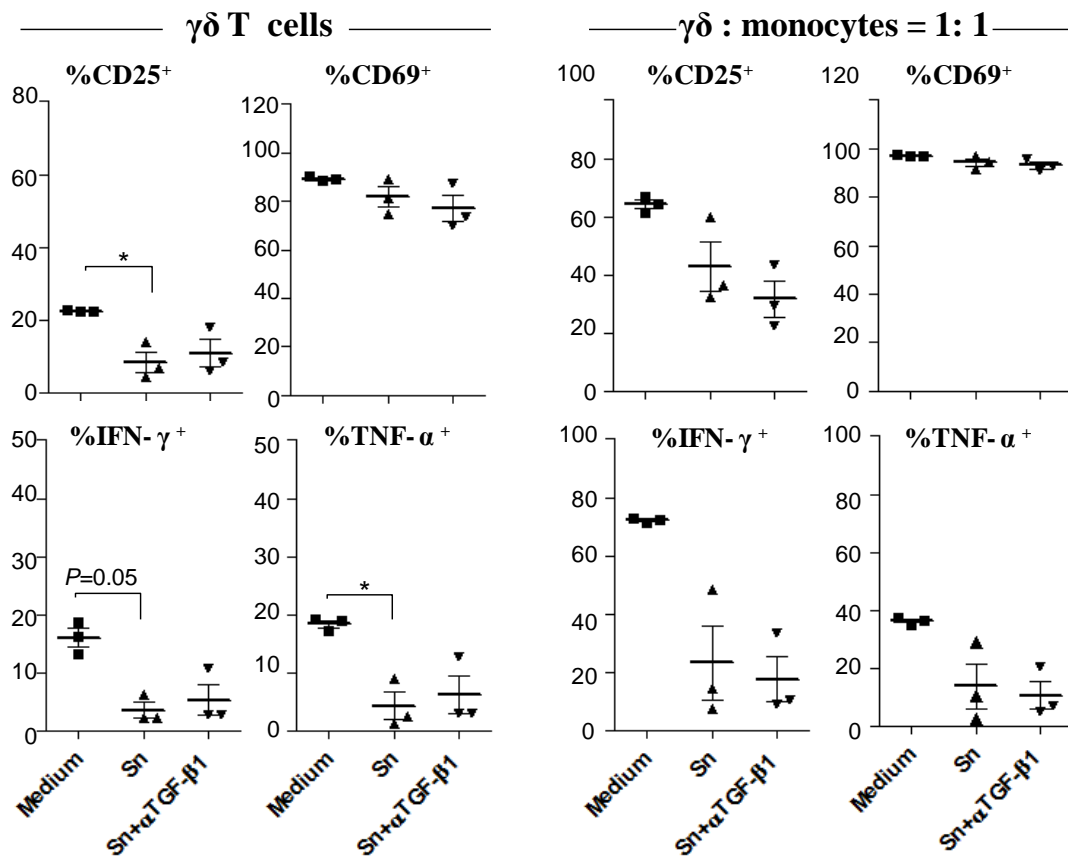 γδ T cells
γδ : monocytes = 1: 1
%CD25+
%CD69+
%CD25+
%CD69+
80
60
40
20
0
120
100
80
60
40
20
0
100
80
60
40
20
0
120
100
80
60
40
20
0
*
%IFN- γ +
%TNF- α +
%IFN- γ +
%TNF- α +
50
40
30
20
10
0
50
40
30
20
10
0
100
80
60
40
20
0
100
80
60
40
20
0
P=0.05
*
Medium
Sn
Sn+αTGF-β1
Medium
Sn
Sn+αTGF-β1
Medium
Sn
Sn+αTGF-β1
Medium
Sn
Sn+αTGF-β1